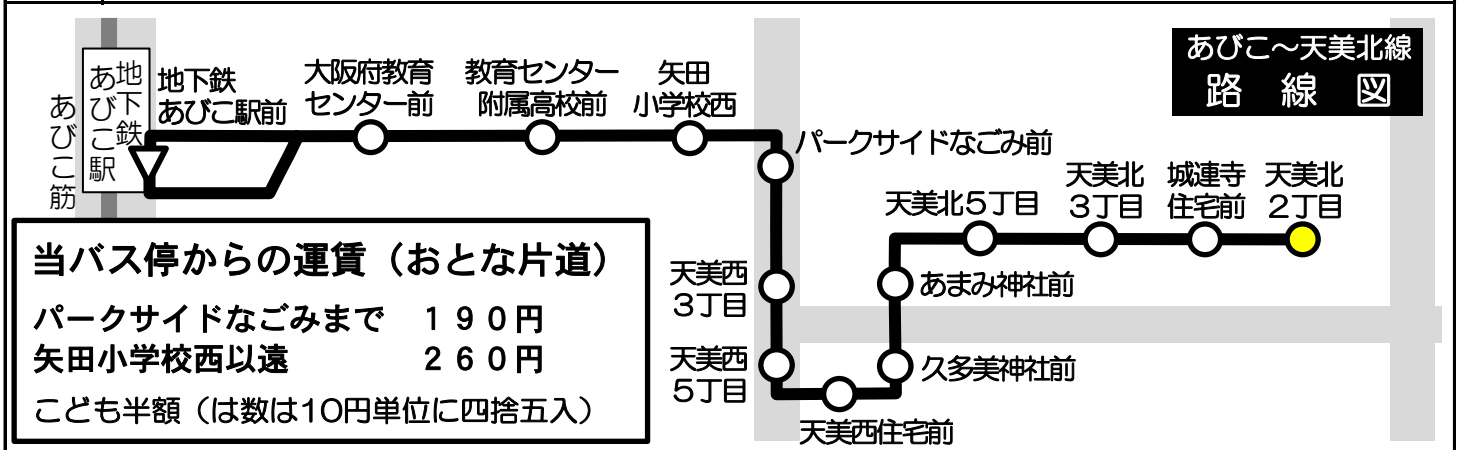 あびこ～天美北線
路線図
あびこ筋
地下鉄
あびこ駅
地下鉄
あびこ駅前
大阪府教育
センター前
教育センター
附属高校前
矢田
小学校西
パークサイドなごみ前
天美西
3丁目
天美西
5丁目
天美西住宅前
久多美神社前
あまみ神社前
天美北5丁目
天美北
3丁目
城連寺
住宅前
天美北
2丁目
当バス停からの運賃（おとな片道）
パークサイドなごみまで　１９０円
矢田小学校西以遠　２６０円
こども半額（は数は10円単位に四捨五入）